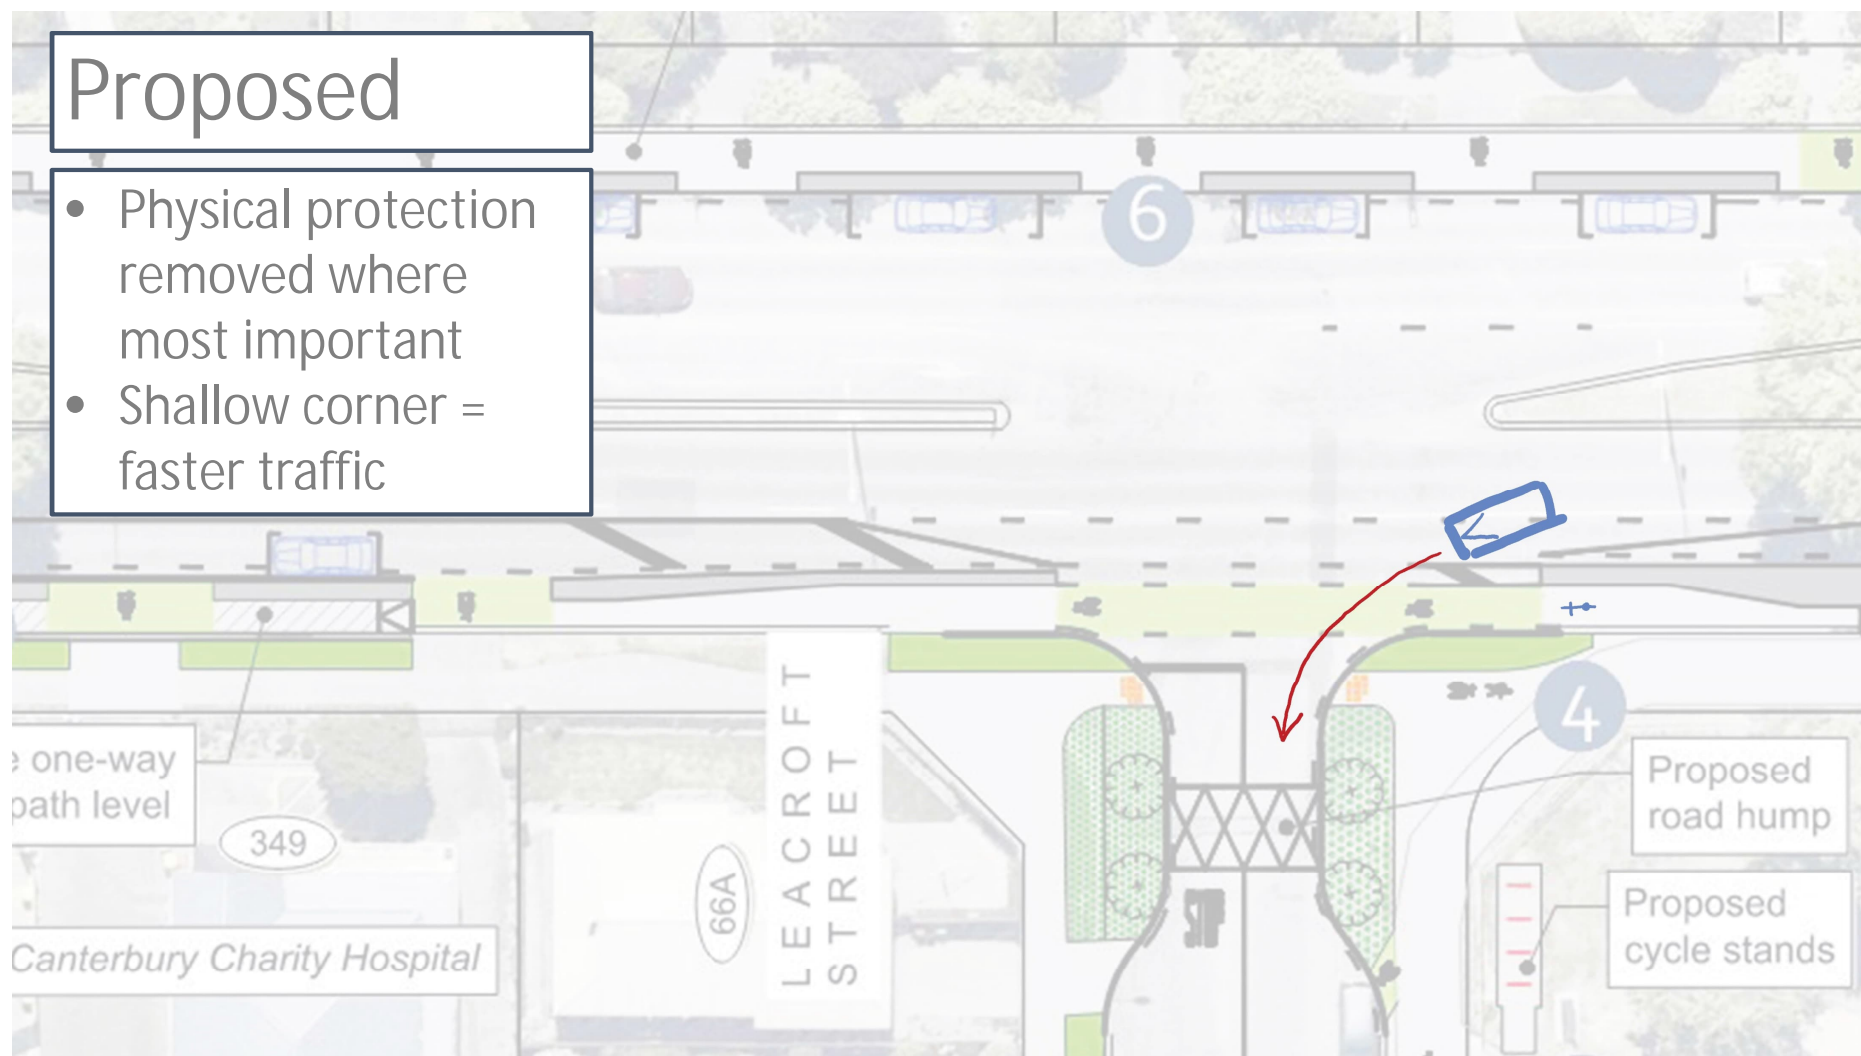 Proposed
• Physical protection
removed where
most important
• Shallow corner =
faster traffic
6
4
e one-way
path level
349
66A
LEACROFT
STREET
Proposed
road hump
Proposed
cycle stands
Canterbury Charity Hospital